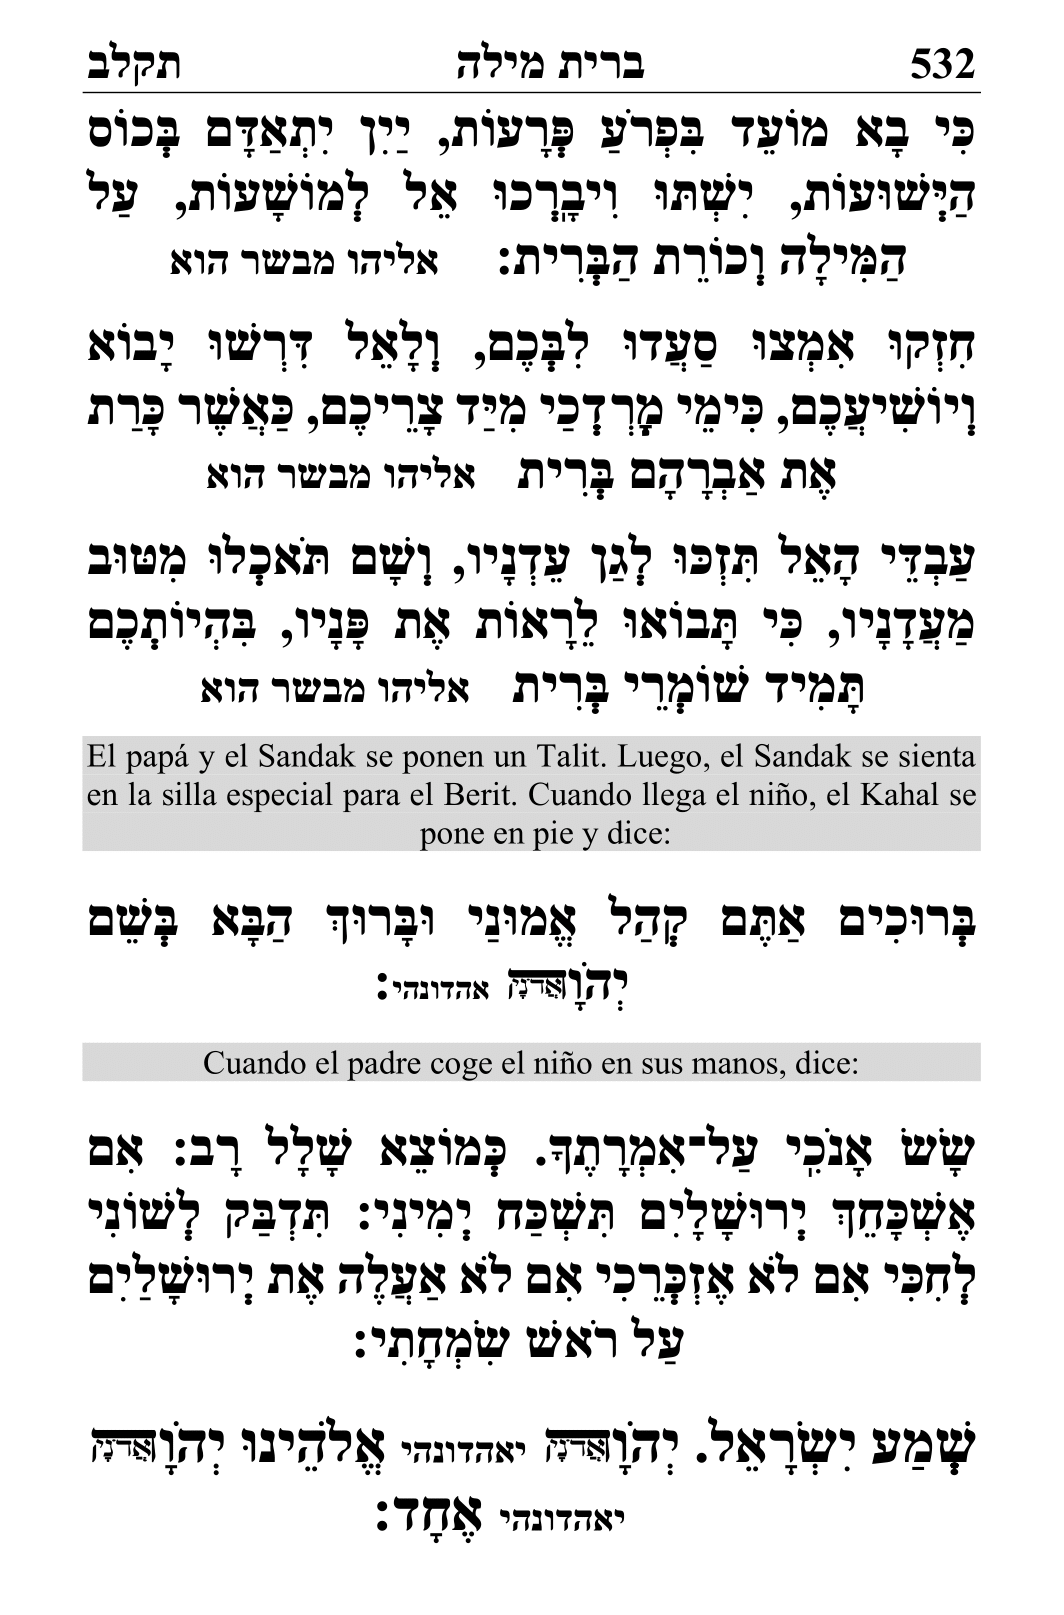 532 ברית מילה תקלב
כִּי בָא מוֹעֵד בִּפְרֹעַ פְּרָעוֹת, יַיִן יִתְאַדָּם בְּכוֹס
הַיְּשׁוּעוֹת, יִשְׁתּוּ וִיבָרְכוּ אֵל לְמוֹשָׁעוֹת, עַל
הַמִּילָה וְכוֹרֵת הַבְּרִית: אליהו מבשר הוא
חִזְקוּ אִמְצוּ סַעֲדוּ לִבְּכֶם, וְלָאֵל דִּרְשׁוּ יָבוֹא
וְיוֹשִׁיעֲכֶם, כִּימֵי מָרְדְּכַי מִיַּד צָרֵיכֶם, כַּאֲשֶׁר כָּרַת
אֶת אַבְרָהָם בְּרִית אליהו מבשר הוא
עַבְדֵּי הָאֵל תִּזְכּוּ לְגַן עֵדְנָיו, וְשָׁם תֹּאכְלוּ מִטּוּב
מַעֲדָנָיו, כִּי תָּבוֹאוּ לֵרָאוֹת אֶת פָּנָיו, בִּהְיוֹתְכֶם
תָּמִיד שׁוֹמְרֵי בְּרִית אליהו מבשר הוא
El papá y el Sandak se ponen un Talit. Luego, el Sandak se sienta
en la silla especial para el Berit. Cuando llega el niño, el Kahal se
pone en pie y dice:
בְּרוּכִים אַתֶּם קְהַל אֱמוּנַי וּבָּרוּךְ הַבָּא בְּשֵׁם
יְהֹוָאֲדֹנָי אהדונהי:
Cuando el padre coge el niño en sus manos, dice:
שָׂשׂ אָנֹכִי עַל־אִמְרָתֶךָ. כְּמוֹצֵא שָׁלָל רָב: אִם
אֶשְׁכָּחֵךְ יְרוּשָׁלָיִם תִּשְׁכַּח יְמִינִי: תִּדְבַּק לְשׁוֹנִי
לְחִכִּי אִם לֹא אֶזְכְּרֵכִי אִם לֹא אַעֲלֶה אֶת יְרוּשָׁלַיִם
עַל רֹאשׁ שִׂמְחָתִי:
שְׁמַע יִשְׂרָאֵל. יְהֹוָאֲדֹנָי יאהדונהי אֱלֹהֵינוּ יְהֹוָאֲדֹנָי
יאהדונהי אֶחָד: